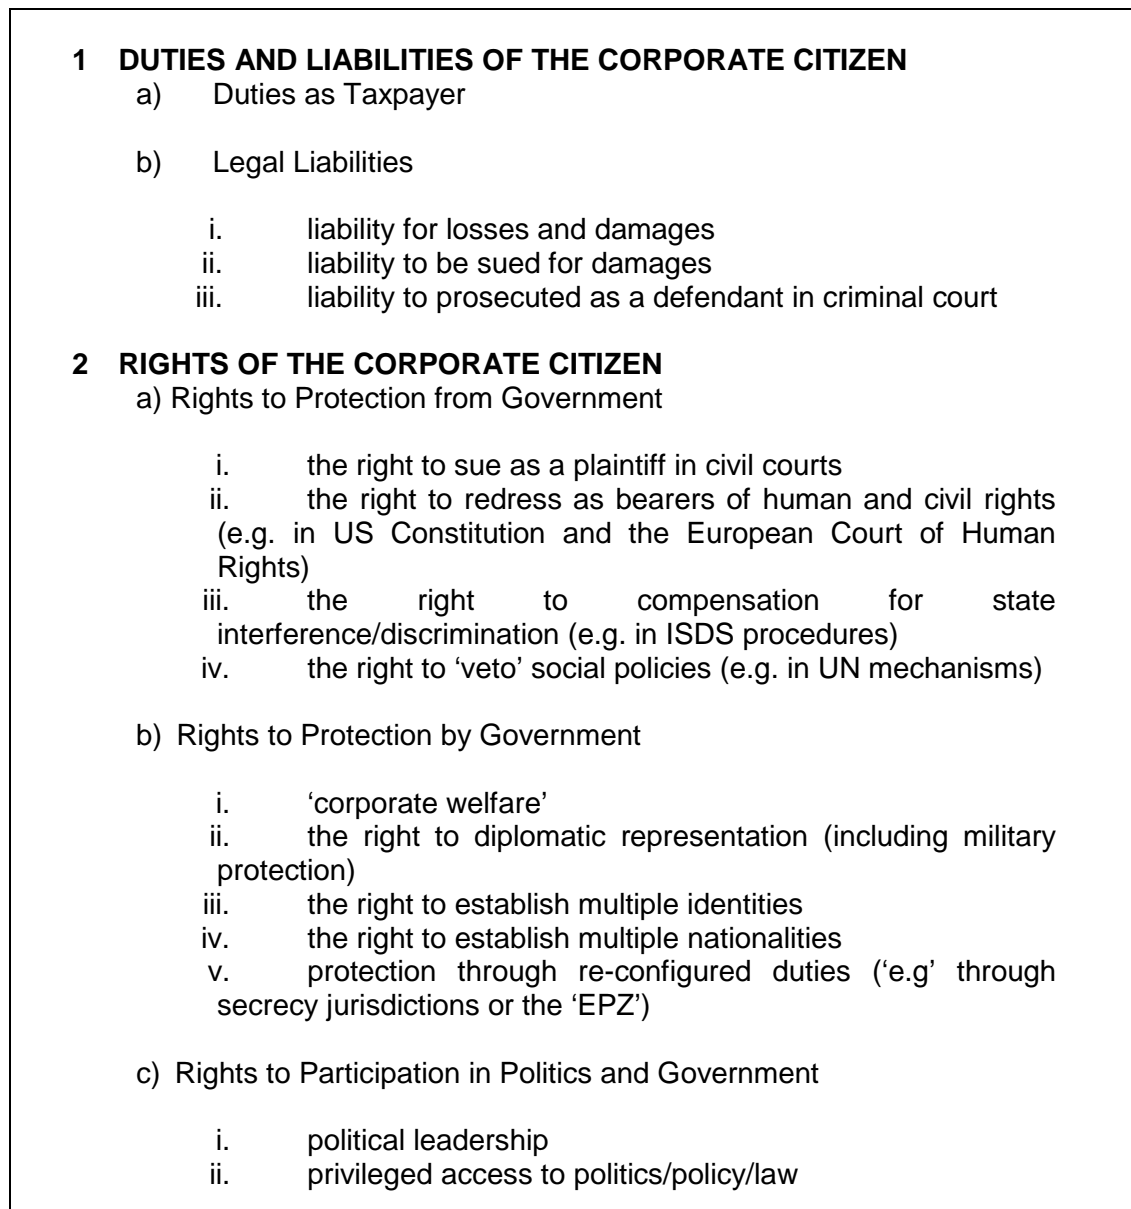 1 DUTIES AND LIABILITIES OF THE CORPORATE CITIZEN
a) Duties as Taxpayer
b) Legal Liabilities
i. liability for losses and damages
ii. liability to be sued for damages
iii. liability to prosecuted as a defendant in criminal court
2 RIGHTS OF THE CORPORATE CITIZEN
a) Rights to Protection from Government
i. the right to sue as a plaintiff in civil courts
ii. the right to redress as bearers of human and civil rights
(e.g. in US Constitution and the European Court of Human
Rights)
iii. the right to compensation for state
interference/discrimination (e.g. in ISDS procedures)
iv. the right to ‘veto’ social policies (e.g. in UN mechanisms)
b) Rights to Protection by Government
i. ‘corporate welfare’
ii. the right to diplomatic representation (including military
protection)
iii. the right to establish multiple identities
iv. the right to establish multiple nationalities
v. protection through re-configured duties (‘e.g’ through
secrecy jurisdictions or the ‘EPZ’)
c) Rights to Participation in Politics and Government
i. political leadership
ii. privileged access to politics/policy/law